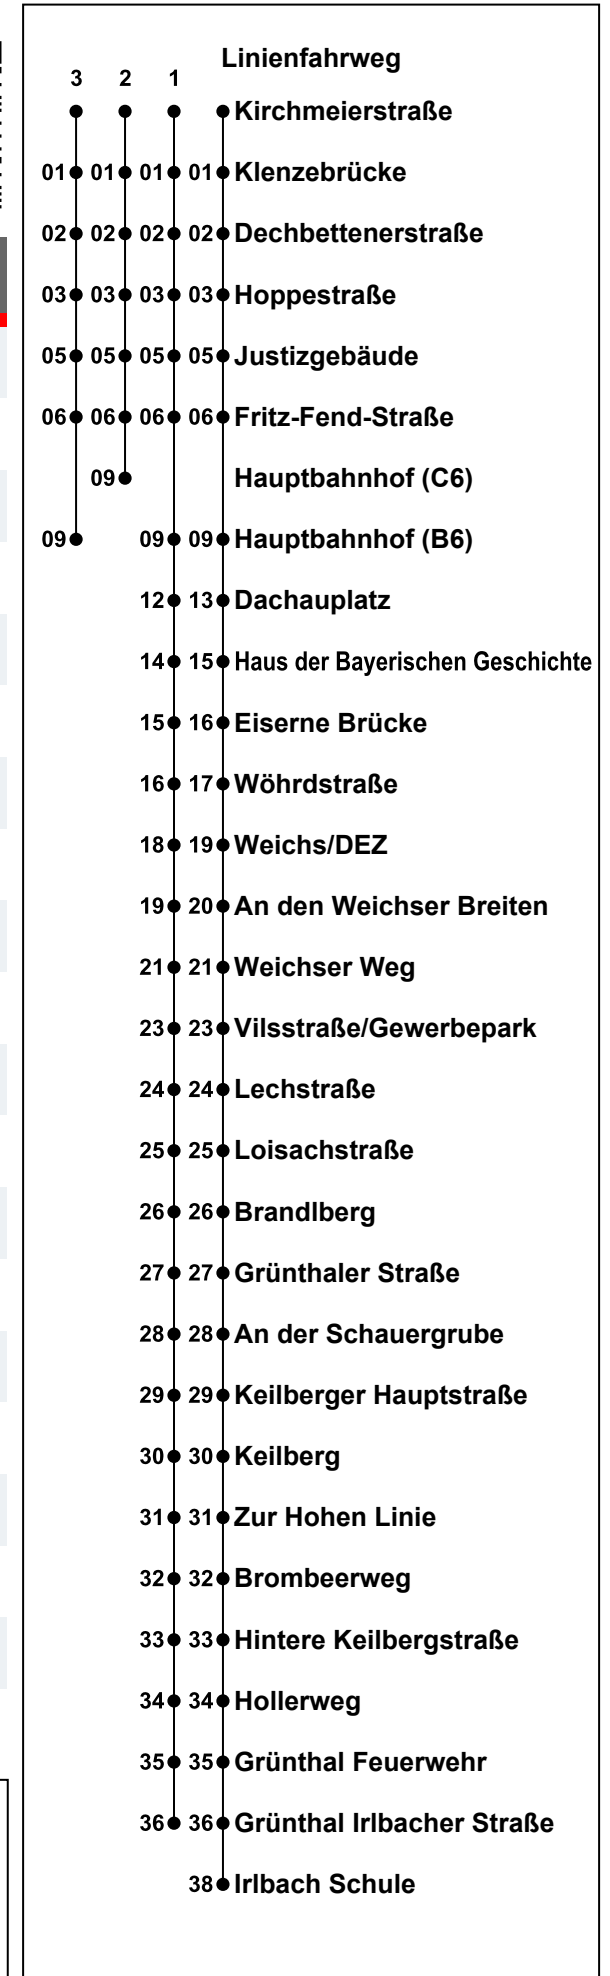 Linienfahrweg
3 2 1
Kirchmeierstraße
01 01 01 01 Klenzebrücke
02 02 02 02 Dechbettenerstraße
03 03 03 03 Hoppestraße
05 05 05 05 Justizgebäude
06 06 06 06 Fritz-Fend-Straße
09 Hauptbahnhof (C6)
09 09 09 Hauptbahnhof (B6)
12 13 Dachauplatz
14 15 Haus der Bayerischen Geschichte
15 16 Eiserne Brücke
16 17 Wöhrdstraße
18 19 Weichs/DEZ
19 20 An den Weichser Breiten
21 21 Weichser Weg
23 23 Vilsstraße/Gewerbepark
24 24 Lechstraße
25 25 Loisachstraße
26 26 Brandlberg
27 27 Grünthaler Straße
28 28 An der Schauergrube
29 29 Keilberger Hauptstraße
30 30 Keilberg
31 31 Zur Hohen Linie
32 32 Brombeerweg
33 33 Hintere Keilbergstraße
34 34 Hollerweg
35 35 Grünthal Feuerwehr
36 36 Grünthal Irlbacher Straße
38 Irlbach Schule